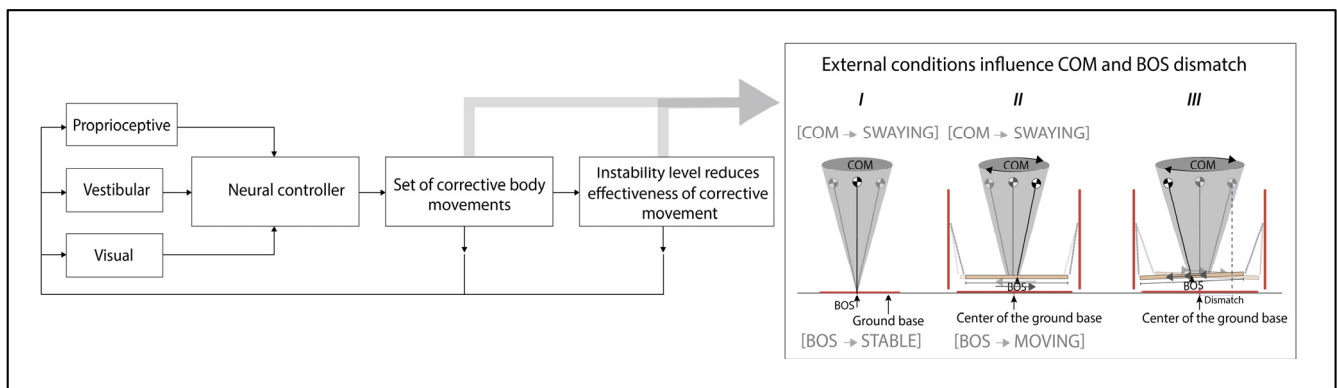 Proprioceptive
Vestibular
Visual
Neural controller
Set of corrective body
movements
Instability level reduces
effectiveness of corrective
movement
External conditions influence COM and BOS dismatch
I
II
III
[COM → SWAYING]
[COM → SWAYING]
COM
COM
COM
BOS
BOS
BOS
Dismatch
Ground base
Center of the ground base
Center of the ground base
[BOS → STABLE]
[BOS → MOVING]